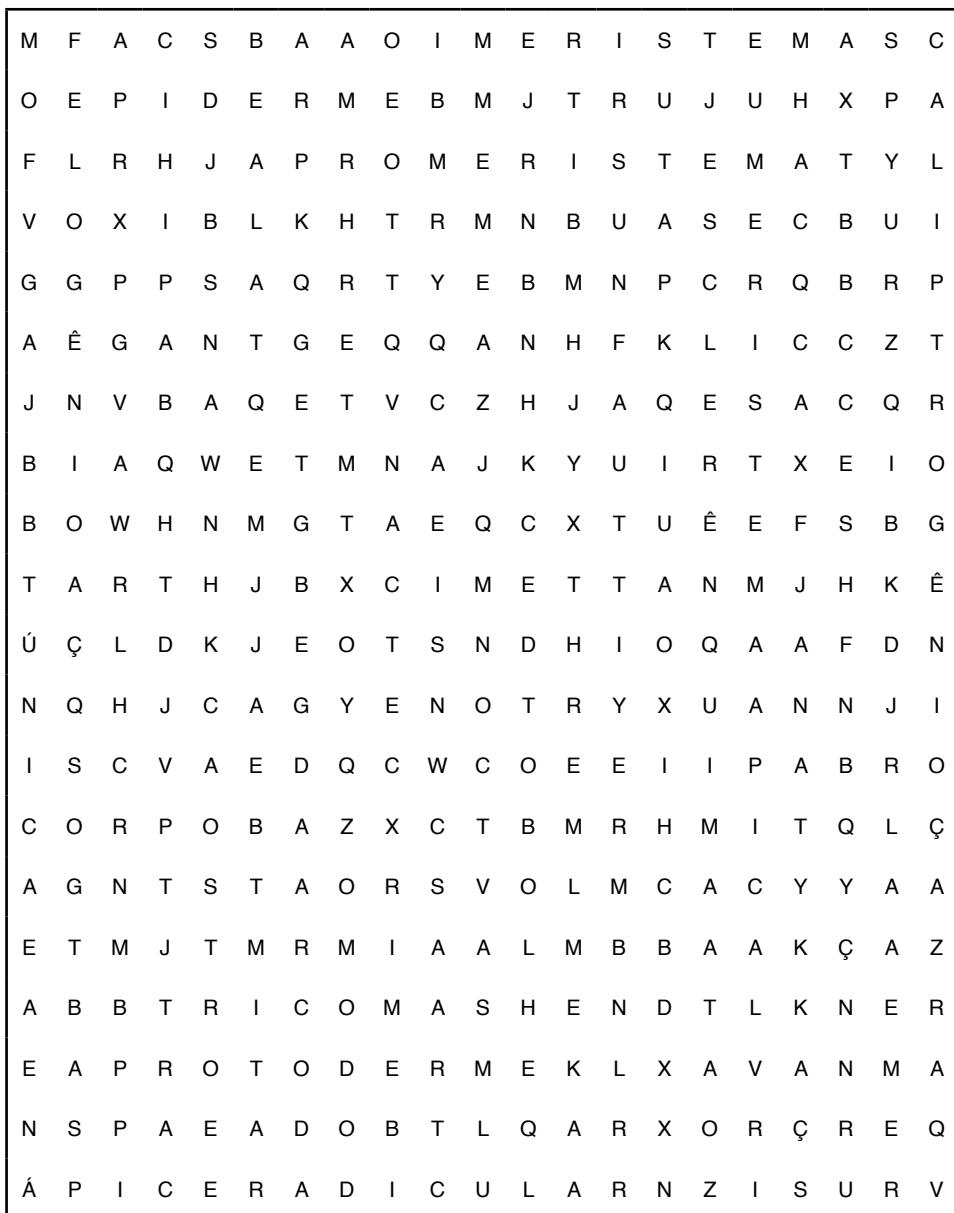 M F A C S B A A O I M E R I S T E M A S C
O E P I D E R M E B M J T R U J U H X P A
F L R H J A P R O M E R I S T E M A T Y L
V O X I B L K H T R M N B U A S E C B U I
G G P P S A Q R T Y E B M N P C R Q B R P
A Ê G A N T G E Q Q A N H F K L I C C Z T
J N V B A Q E T V C Z H J A Q E S A C Q R
B I A Q W E T M N A J K Y U I R T X E I O
B O W H N M G T A E Q C X T U Ê E F S B G
T A R T H J B X C I M E T T A N M J H K Ê
Ú Ç L D K J E O T S N D H I O Q A A F D N
N Q H J C A G Y E N O T R Y X U A N N J I
I S C V A E D Q C W C O E E I I P A B R O
C O R P O B A Z X C T B M R H M I T Q L Ç
A G N T S T A O R S V O L M C A C Y Y A A
E T M J T M R M I A A L M B B A A K Ç A Z
A B B T R I C O M A S H E N D T L K N E R
E A P R O T O D E R M E K L X A V A N M A
N S P A E A D O B T L Q A R X O R Ç R E Q
Á P I C E R A D I C U L A R N Z I S U R V